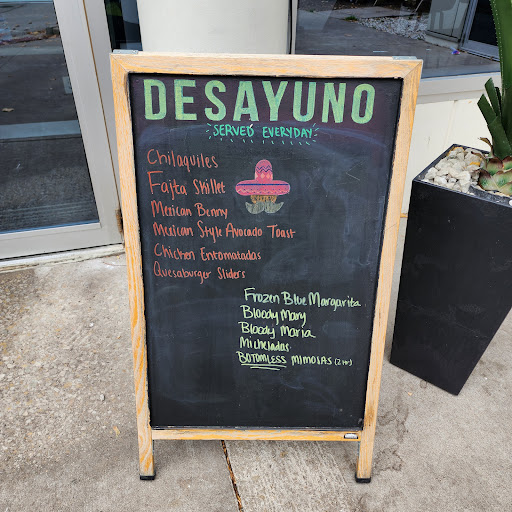 DESAYUNO
SERVED EVERYDAY
Chilaquiles
Fajita Skillet
Mexican Benny
Mexican Style Avocado Toast
Chicken Entomatadas
Quesaburger Sliders
Frozen Blue Margarita
Bloody Mary
Bloody Maria
Micheladas
BOTOMLESS MIMOSAS (2 Hr)